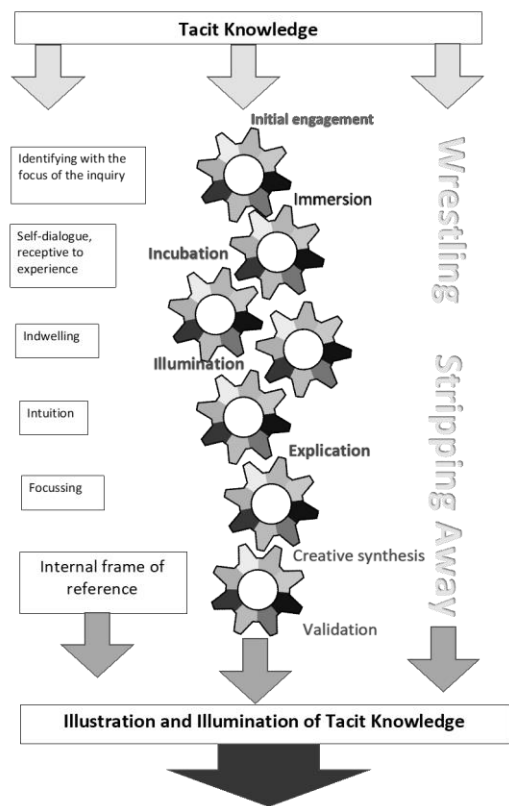 Tacit Knowledge
Initial engagement
Identifying with the
focus of the inquiry
Immersion
Self-dialogue,
receptive to
experience
Incubation
Wrestling
Indwelling
Illumination
Intuition
Explication
Focussing
Stripping Away
Creative synthesis
Internal frame of
reference
Validation
Illustration and Illumination of Tacit Knowledge